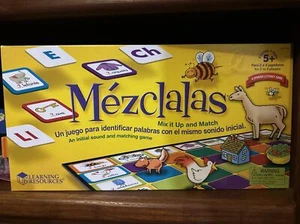 5+
E
Ch
Ll
Mézclalas
Mix it Up and Match
Un juego para identificar palabras con el mismo sonido inicial.
An initial sound and matching game
LEARNING
RESOURCES